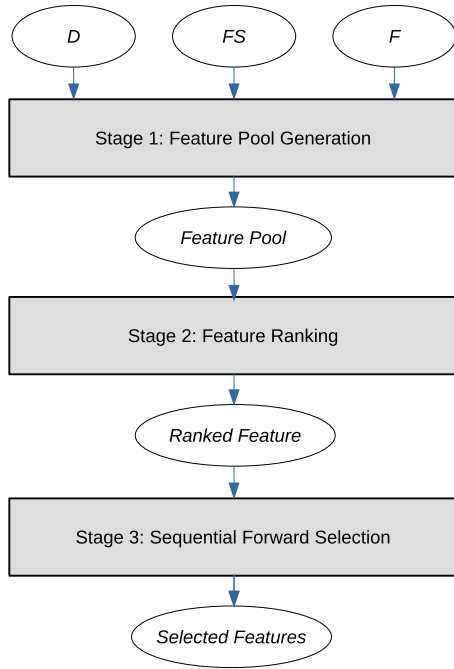 D
FS
F
Stage 1: Feature Pool Generation
Feature Pool
Stage 2: Feature Ranking
Ranked Feature
Stage 3: Sequential Forward Selection
Selected Features